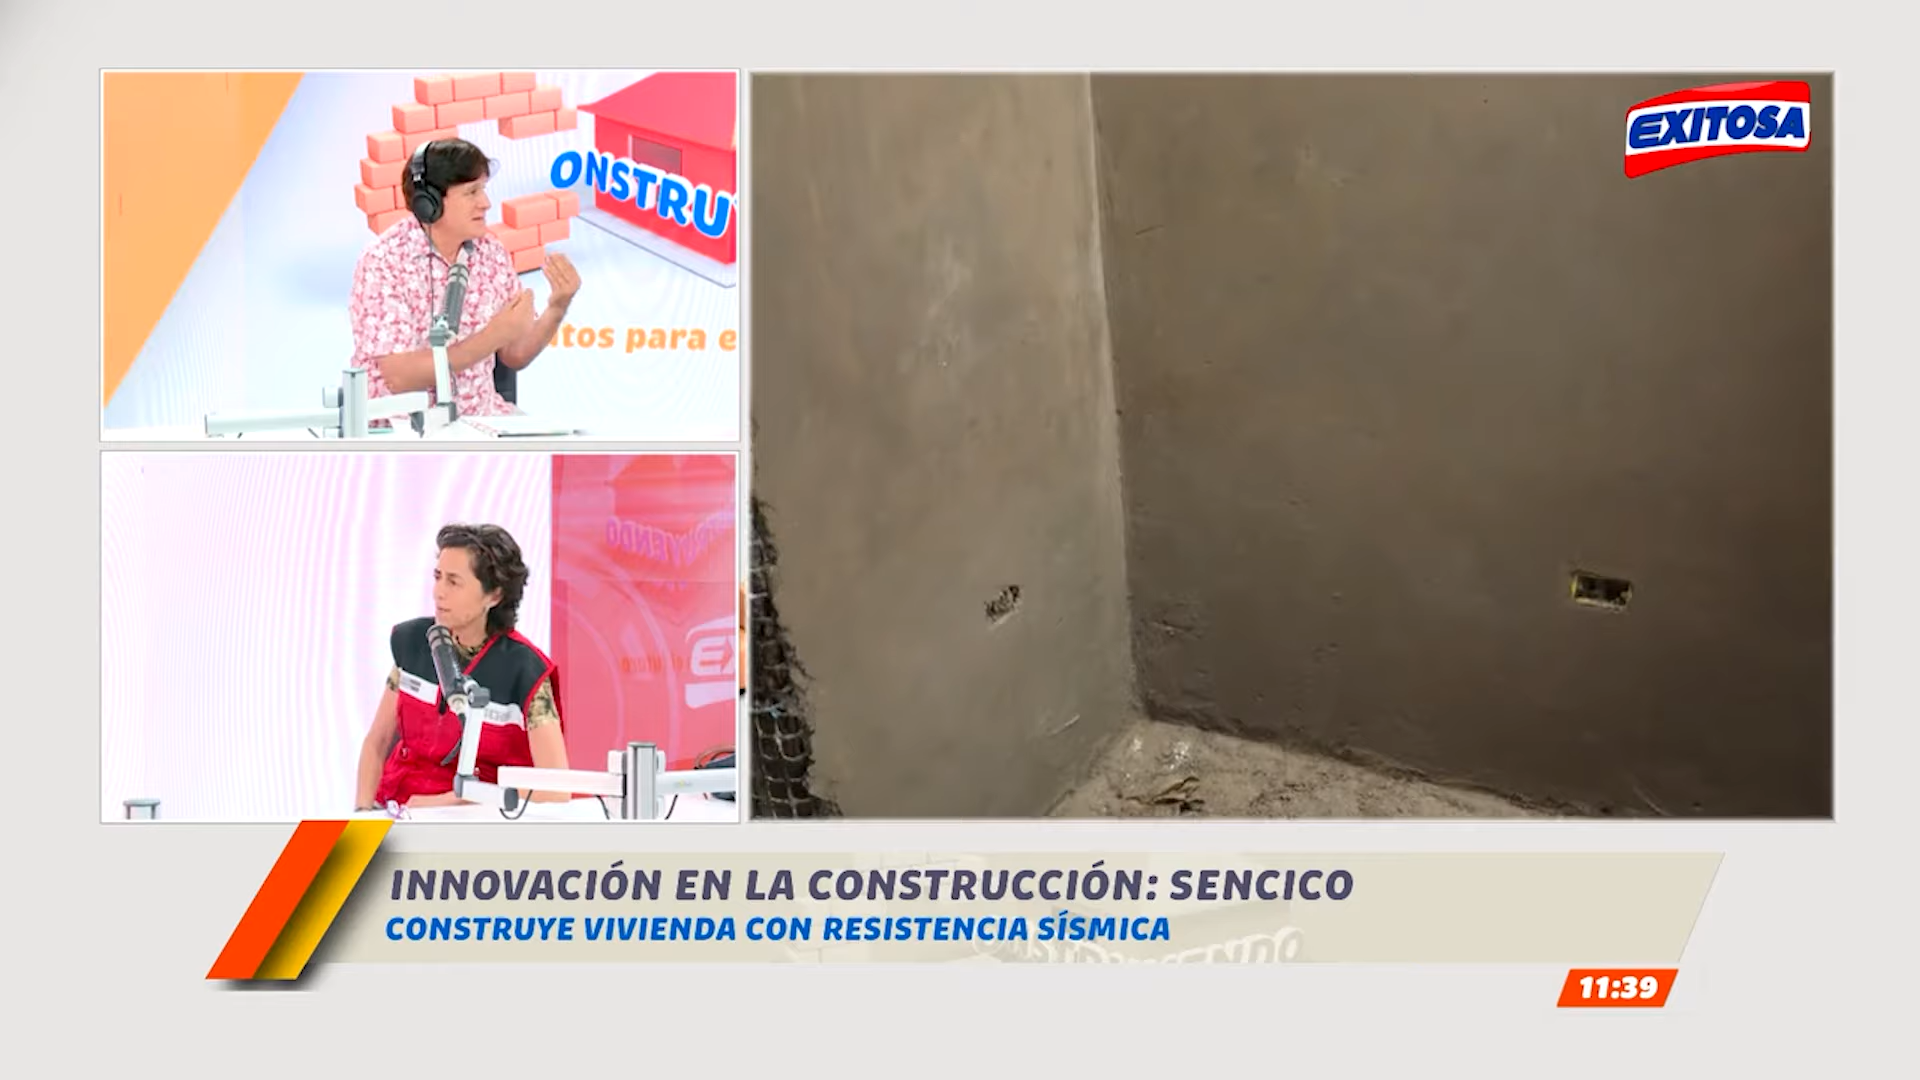 ONSTRU
tos para e
EXITOSA
INNOVACIÓN EN LA CONSTRUCCIÓN: SENCICO
CONSTRUYE VIVIENDA CON RESISTENCIA SÍSMICA
11:39